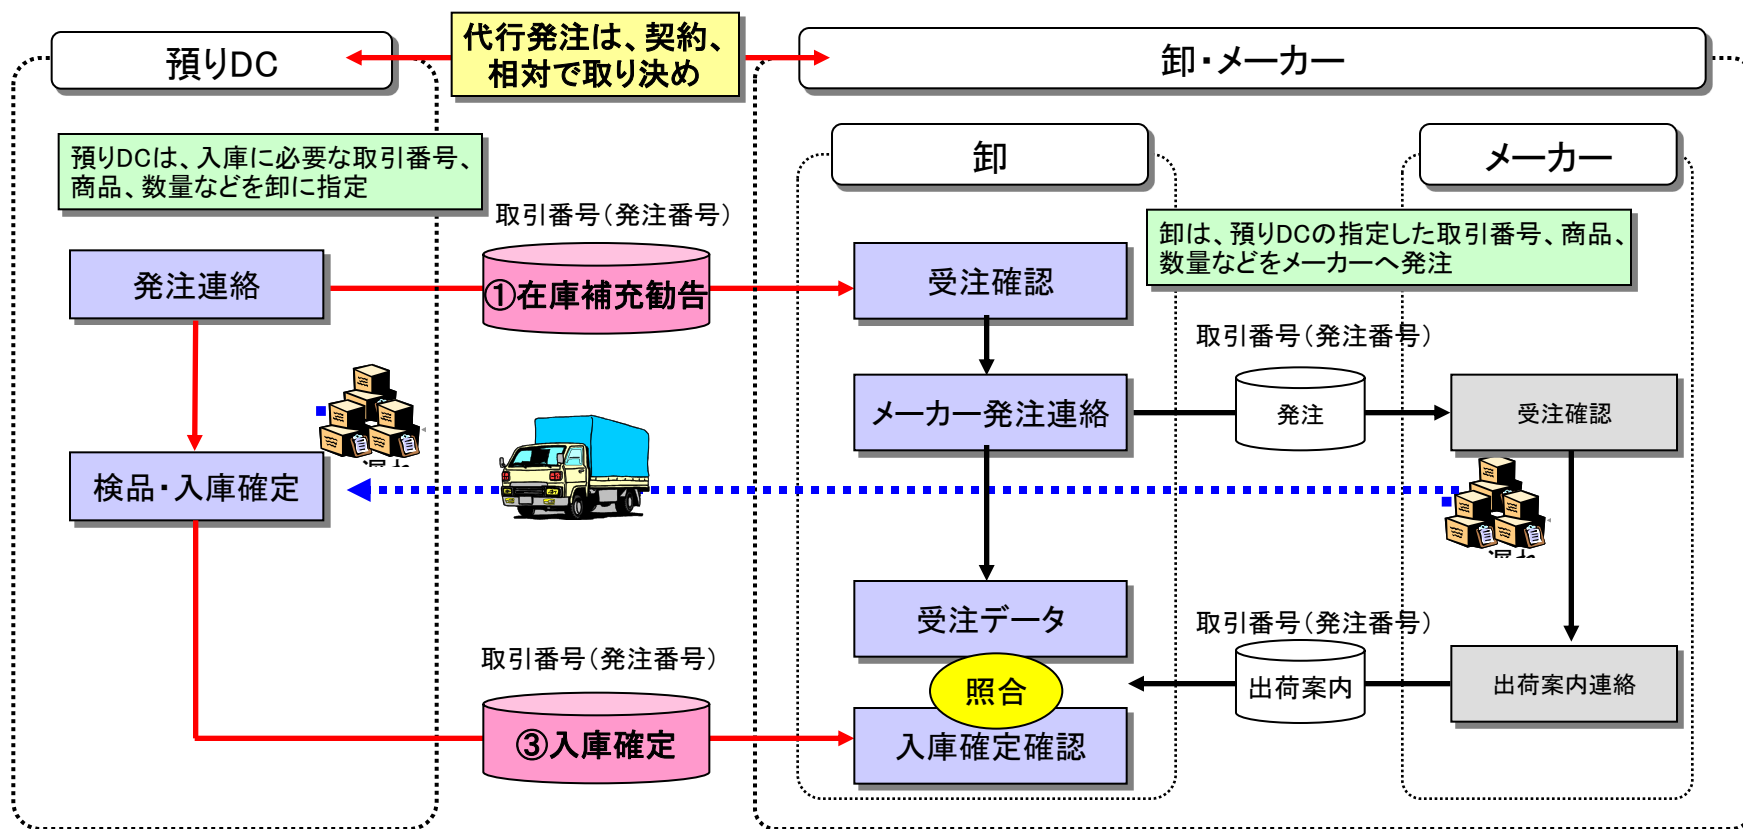 代行発注は、契約、
相対で取り決め
預りDC
卸・メーカー
卸
メーカー
預りDCは、入庫に必要な取引番号、
商品、数量などを卸に指定
取引番号（発注番号）
卸は、預りDCの指定した取引番号、商品、
数量などをメーカーへ発注
発注連絡
①在庫補充勧告
受注確認
取引番号（発注番号）
メーカー発注連絡
発注
受注確認
検品・入庫確定
受注データ
取引番号（発注番号）
取引番号（発注番号）
照合
出荷案内
出荷案内連絡
③入庫確定
入庫確定確認